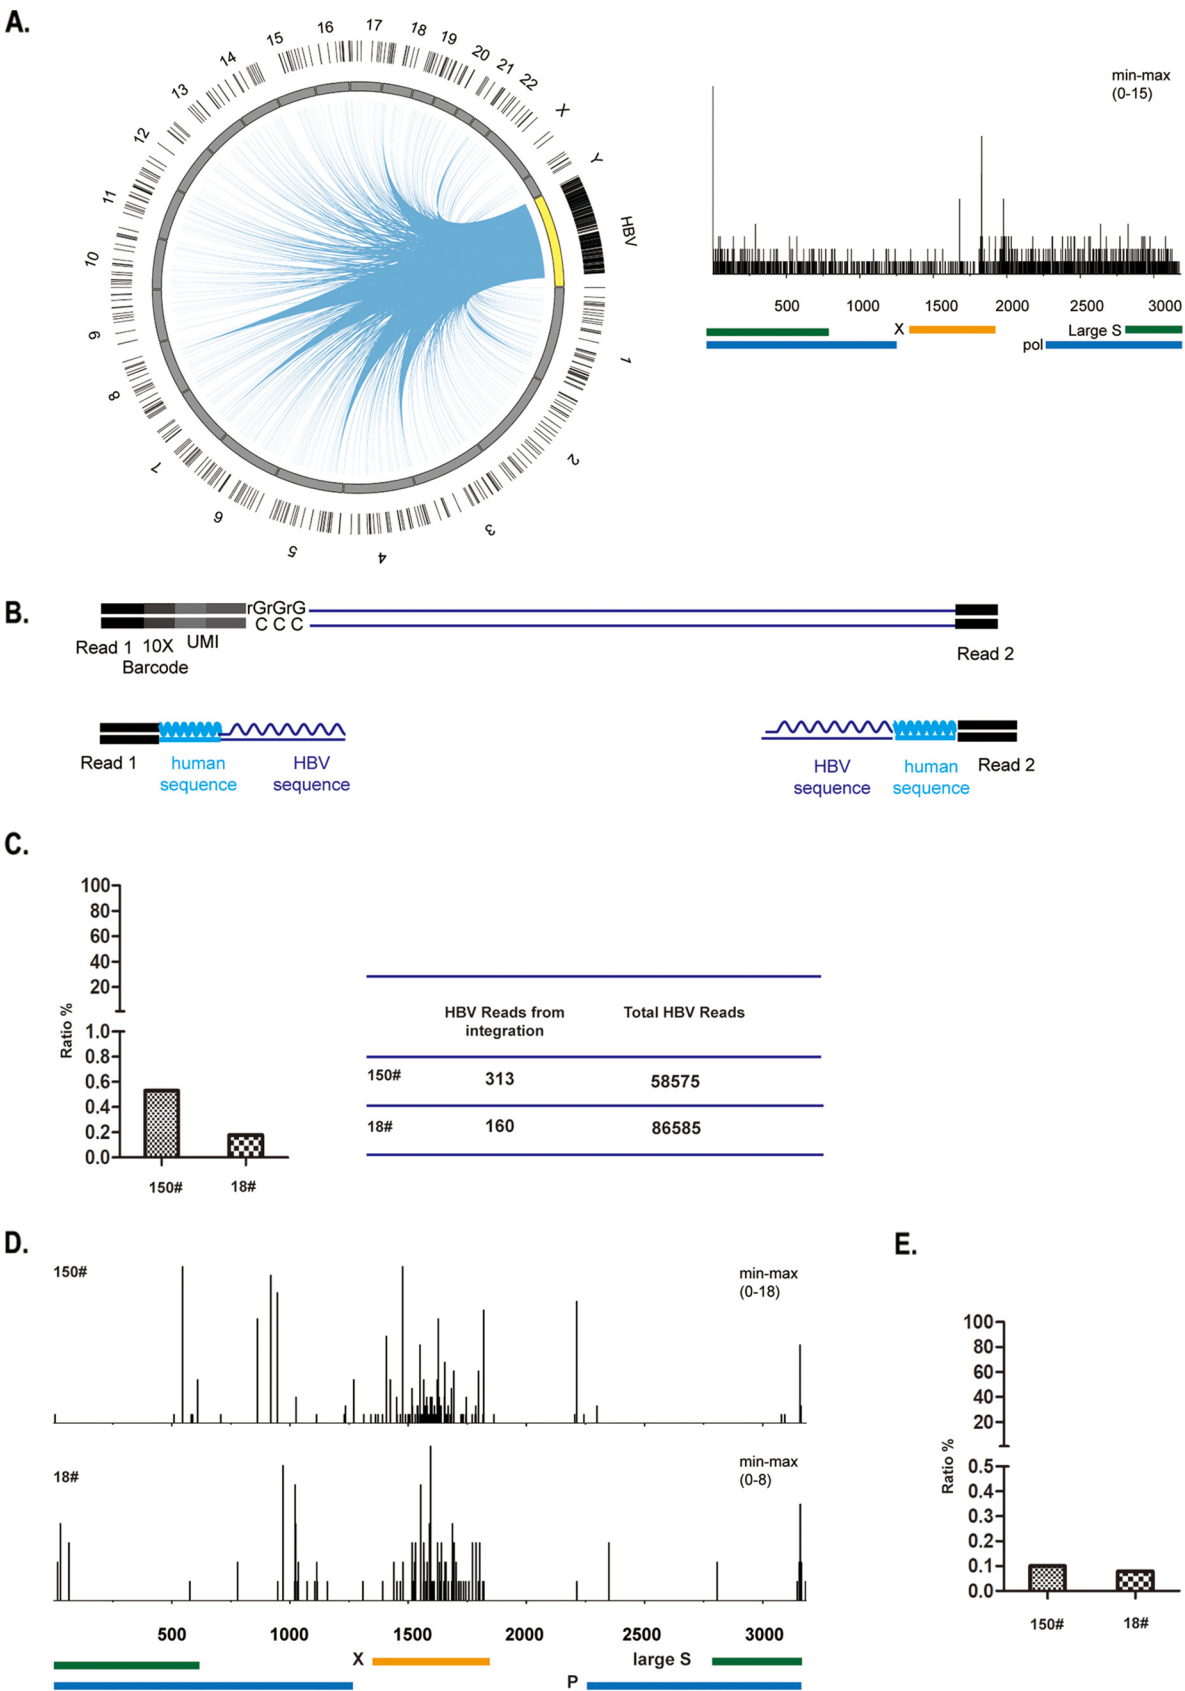 A.
15
16
17
18
19
20
21
22
X
Y
HBV
1
2
3
4
5
6
7
8
9
10
11
12
13
14
min-max
(0-15)
500
1000
1500
2000
2500
3000
X
Large S
pol
B.
rGrGrG
C C C
Read 1
10X
UMI
Barcode
Read 2
Read 1
human
sequence
HBV
sequence
HBV
sequence
human
sequence
Read 2
C.
100
80
60
40
20
1.0
0.8
0.6
0.4
0.2
0.0
Ratio %
150#
18#
HBV Reads from
integration
Total HBV Reads
150#
313
58575
18#
160
86585
D.
150#
min-max
(0-18)
18#
min-max
(0-8)
500
1000
1500
2000
2500
3000
X
large S
P
E.
100
80
60
40
20
0.5
0.4
0.3
0.2
0.1
0.0
Ratio %
150#
18#